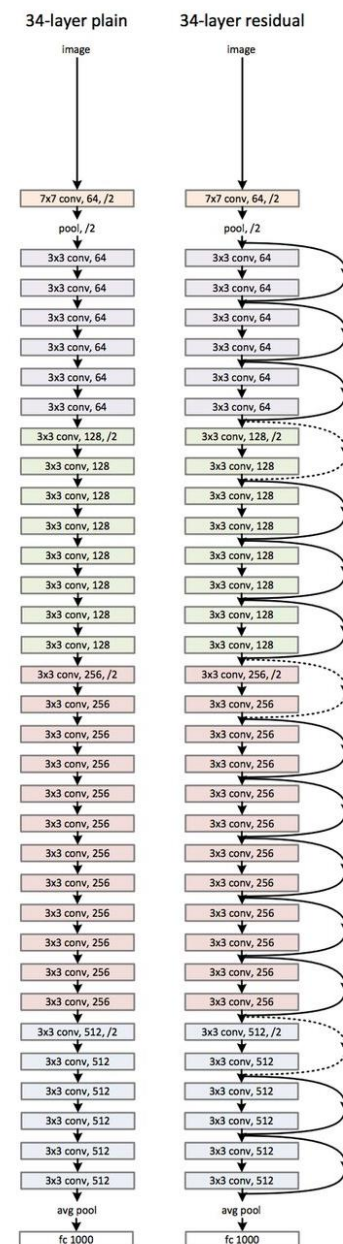 34-layer plain
image
7x7 conv, 64, /2
pool, /2
3x3 conv, 64
3x3 conv, 64
3x3 conv, 64
3x3 conv, 64
3x3 conv, 64
3x3 conv, 64
3x3 conv, 128, /2
3x3 conv, 128
3x3 conv, 128
3x3 conv, 128
3x3 conv, 128
3x3 conv, 128
3x3 conv, 128
3x3 conv, 128
3x3 conv, 256, /2
3x3 conv, 256
3x3 conv, 256
3x3 conv, 256
3x3 conv, 256
3x3 conv, 256
3x3 conv, 256
3x3 conv, 256
3x3 conv, 256
3x3 conv, 256
3x3 conv, 256
3x3 conv, 256
3x3 conv, 512, /2
3x3 conv, 512
3x3 conv, 512
3x3 conv, 512
3x3 conv, 512
3x3 conv, 512
avg pool
fc 1000
34-layer residual
image
7x7 conv, 64, /2
pool, /2
3x3 conv, 64
3x3 conv, 64
3x3 conv, 64
3x3 conv, 64
3x3 conv, 64
3x3 conv, 64
3x3 conv, 128, /2
3x3 conv, 128
3x3 conv, 128
3x3 conv, 128
3x3 conv, 128
3x3 conv, 128
3x3 conv, 128
3x3 conv, 128
3x3 conv, 256, /2
3x3 conv, 256
3x3 conv, 256
3x3 conv, 256
3x3 conv, 256
3x3 conv, 256
3x3 conv, 256
3x3 conv, 256
3x3 conv, 256
3x3 conv, 256
3x3 conv, 256
3x3 conv, 256
3x3 conv, 512, /2
3x3 conv, 512
3x3 conv, 512
3x3 conv, 512
3x3 conv, 512
3x3 conv, 512
avg pool
fc 1000